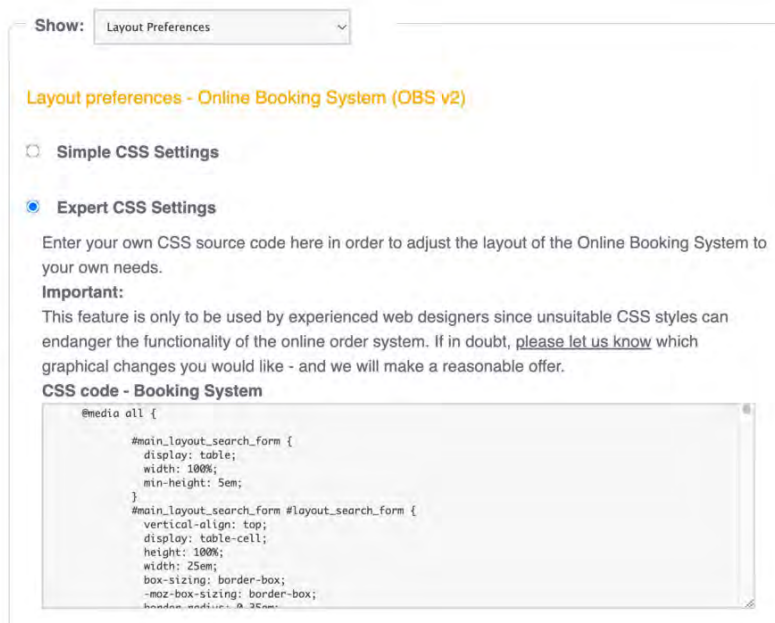 Show: Layout Preferences
Layout preferences - Online Booking System (OBS v2)
Simple CSS Settings
Expert CSS Settings
Enter your own CSS source code here in order to adjust the layout of the Online Booking System to
your own needs.
Important:
This feature is only to be used by experienced web designers since unsuitable CSS styles can
endanger the functionality of the online order system. If in doubt, please let us know which
graphical changes you would like - and we will make a reasonable offer.
CSS code - Booking System
@media all {
#main_layout_search_form {
display: table;
width: 100%;
min-height: 5em;
}
#main_layout_search_form #layout_search_form {
vertical-align: top;
display: table-cell;
height: 100%;
width: 25em;
box-sizing: border-box;
-moz-box-sizing: border-box;